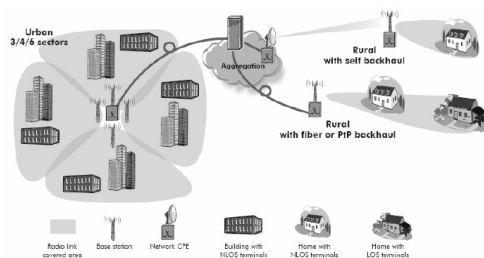 Urban
3/4/6 sectors
Aggregation
Rural
with self backhaul
Rural
with fiber or PtP backhaul
Radio link
covered area
Base station
Network CPE
Building with
NLOS terminals
Home with
NLOS terminals
Home with
LOS terminals